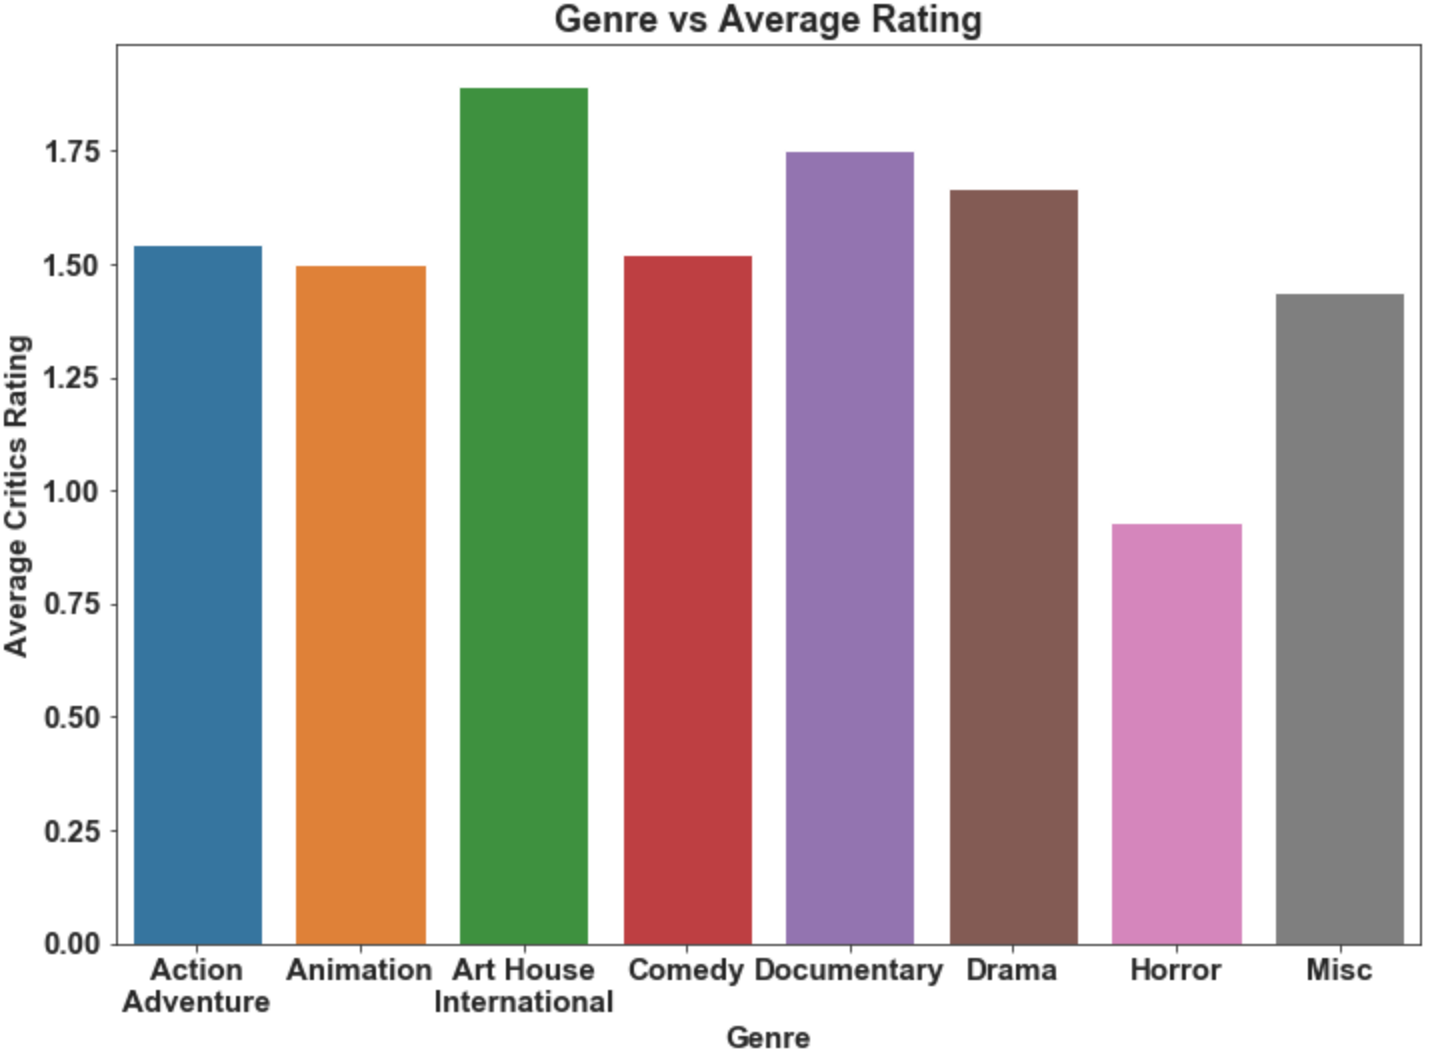 Genre vs Average Rating
Average Critics Rating
1.75
1.50
1.25
1.00
0.75
0.50
0.25
0.00
Action Adventure
Animation
Art House International
Comedy
Documentary
Drama
Horror
Misc
Genre